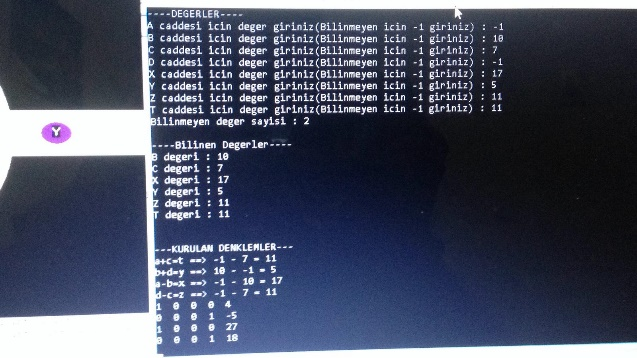 ----DEGERLER----
A caddesi icin deger giriniz(Bilinmeyen icin -1 giriniz) : -1
B caddesi icin deger giriniz(Bilinmeyen icin -1 giriniz) : 10
C caddesi icin deger giriniz(Bilinmeyen icin -1 giriniz) : 7
D caddesi icin deger giriniz(Bilinmeyen icin -1 giriniz) : -1
X caddesi icin deger giriniz(Bilinmeyen icin -1 giriniz) : 17
Y caddesi icin deger giriniz(Bilinmeyen icin -1 giriniz) : 5
Z caddesi icin deger giriniz(Bilinmeyen icin -1 giriniz) : 11
T caddesi icin deger giriniz(Bilinmeyen icin -1 giriniz) : 11
Bilinmeyen deger sayisi : 2
Y
----Bilinen Degerler----
B degeri : 10
C degeri : 7
X degeri : 17
Y degeri : 5
Z degeri : 11
T degeri : 11
---KURULAN DENKLEMLER---
a+c=t ==> -1 - 7 = 11
b+d=y ==> 10 - -1 = 5
a-b=x ==> -1 - 10 = 17
d-c=z ==> -1 - 7 = 11
1 0 0 0 4
0 0 0 1 -5
1 0 0 0 27
0 0 0 1 18